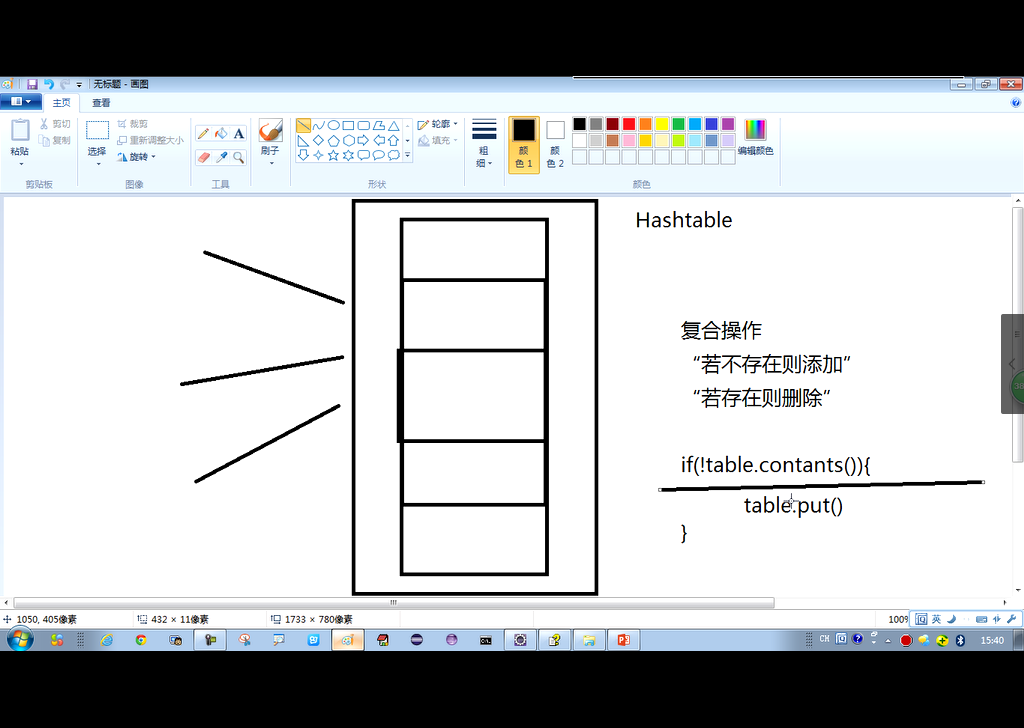 无标题 - 画图
主页 查看
粘贴
剪切
复制
剪贴板
选择
裁剪
重新调整大小
旋转
图像
A
工具
刷子
形状
轮廓
填充
粗细
颜色 1
颜色 2
编辑颜色
颜色
Hashtable
复合操作
“若不存在则添加”
“若存在则删除”
if(!table.contants()){
table.put()
}
38
1050, 405像素 432 × 11像素 1733 × 780像素 100%
英
CH 15:40